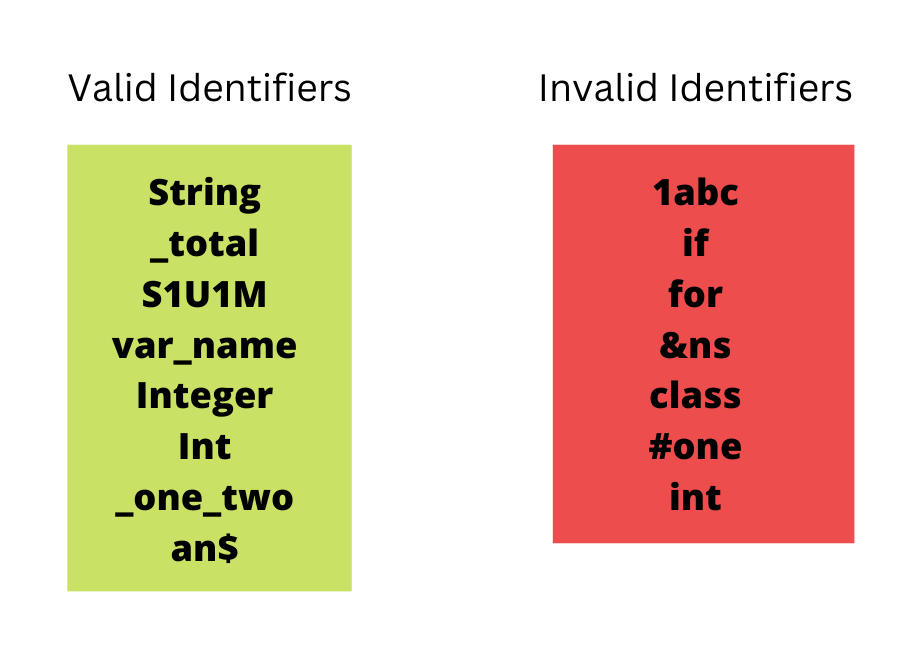 Valid Identifiers
String
_total
S1U1M
var_name
Integer
Int
_one_two
an$
Invalid Identifiers
1abc
if
for
&ns
class
#one
int